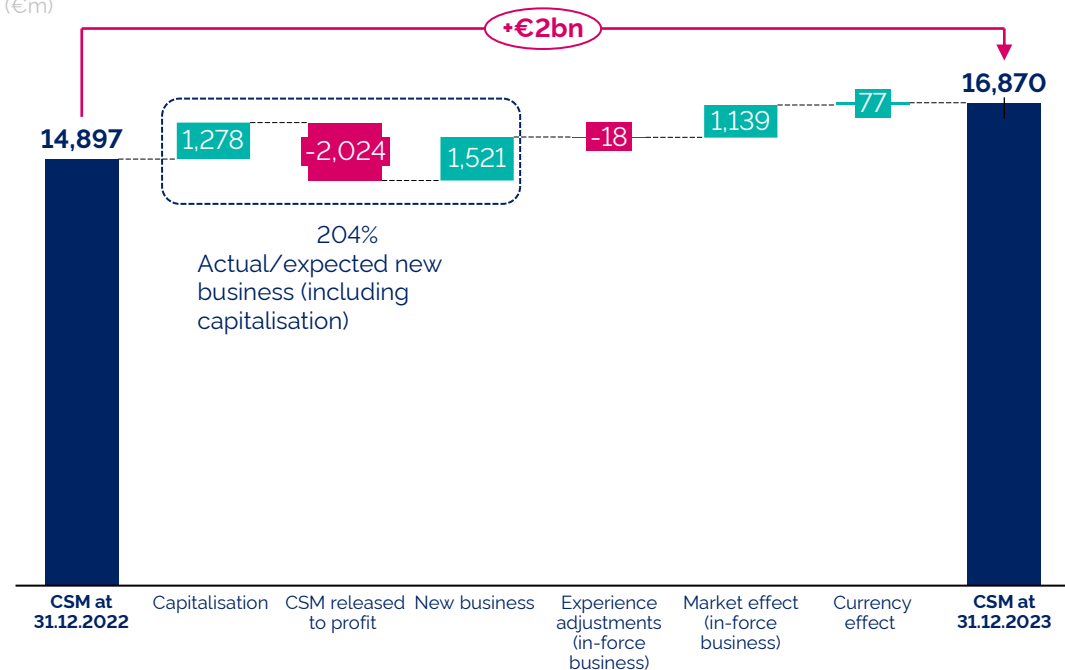 (€m)
+€2bn
14,897
1,278
-2,024
1,521
-18
1,139
77
16,870
204%
Actual/expected new
business (including
capitalisation)
CSM at
31.12.2022
Capitalisation
CSM released
to profit
New business
Experience
adjustments
(in-force
business)
Market effect
(in-force
business)
Currency
effect
CSM at
31.12.2023